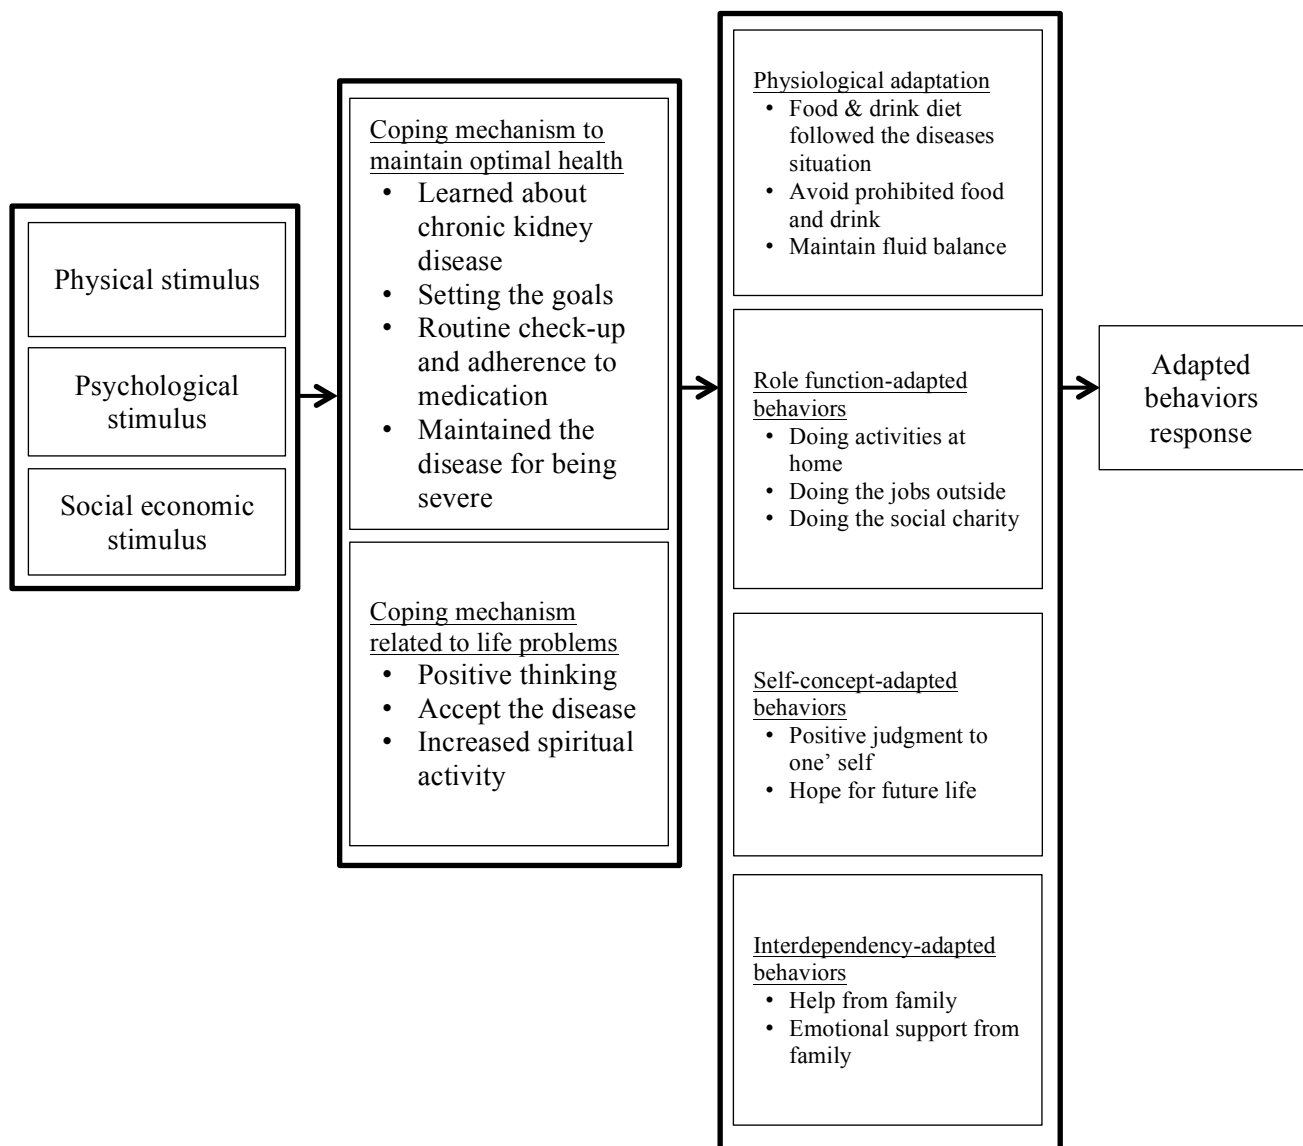 Physical stimulus
Psychological
stimulus
Social economic
stimulus
Coping mechanism to
maintain optimal health
• Learned about
chronic kidney
disease
• Setting the goals
• Routine check-up
and adherence to
medication
• Maintained the
disease for being
severe
Coping mechanism
related to life problems
• Positive thinking
• Accept the disease
• Increased spiritual
activity
Physiological adaptation
• Food & drink diet
followed the diseases
situation
• Avoid prohibited food
and drink
• Maintain fluid balance
Role function-adapted
behaviors
• Doing activities at
home
• Doing the jobs outside
• Doing the social charity
Self-concept-adapted
behaviors
• Positive judgment to
one’ self
• Hope for future life
Interdependency-adapted
behaviors
• Help from family
• Emotional support from
family
Adapted
behaviors
response